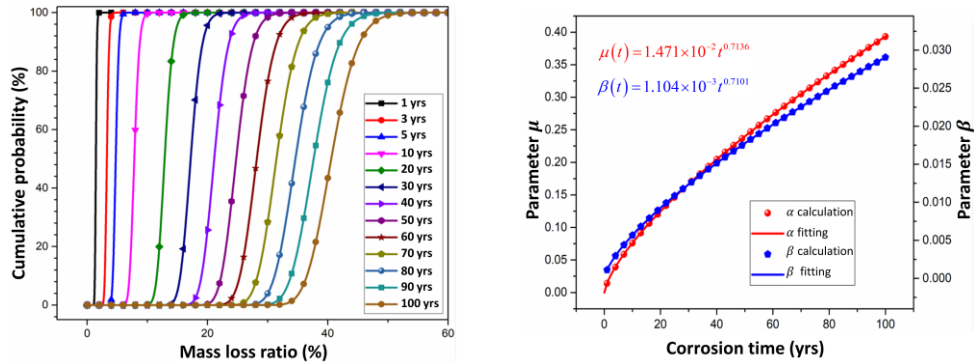 Cumulative probability (%)
100
80
60
40
20
0
1 yrs
3 yrs
5 yrs
10 yrs
20 yrs
30 yrs
40 yrs
50 yrs
60 yrs
70 yrs
80 yrs
90 yrs
100 yrs
0 20 40 60
Mass loss ratio (%)
Parameter μ
0.40
0.35
0.30
0.25
0.20
0.15
0.10
0.05
0.00
μ(t) = 1.471×10⁻² t^0.7136
β(t) = 1.104×10⁻³ t^0.7101
α calculation
α fitting
β calculation
β fitting
0.030
0.025
0.020
0.015
0.010
0.005
0.000
Parameter β
0 20 40 60 80 100
Corrosion time (yrs)